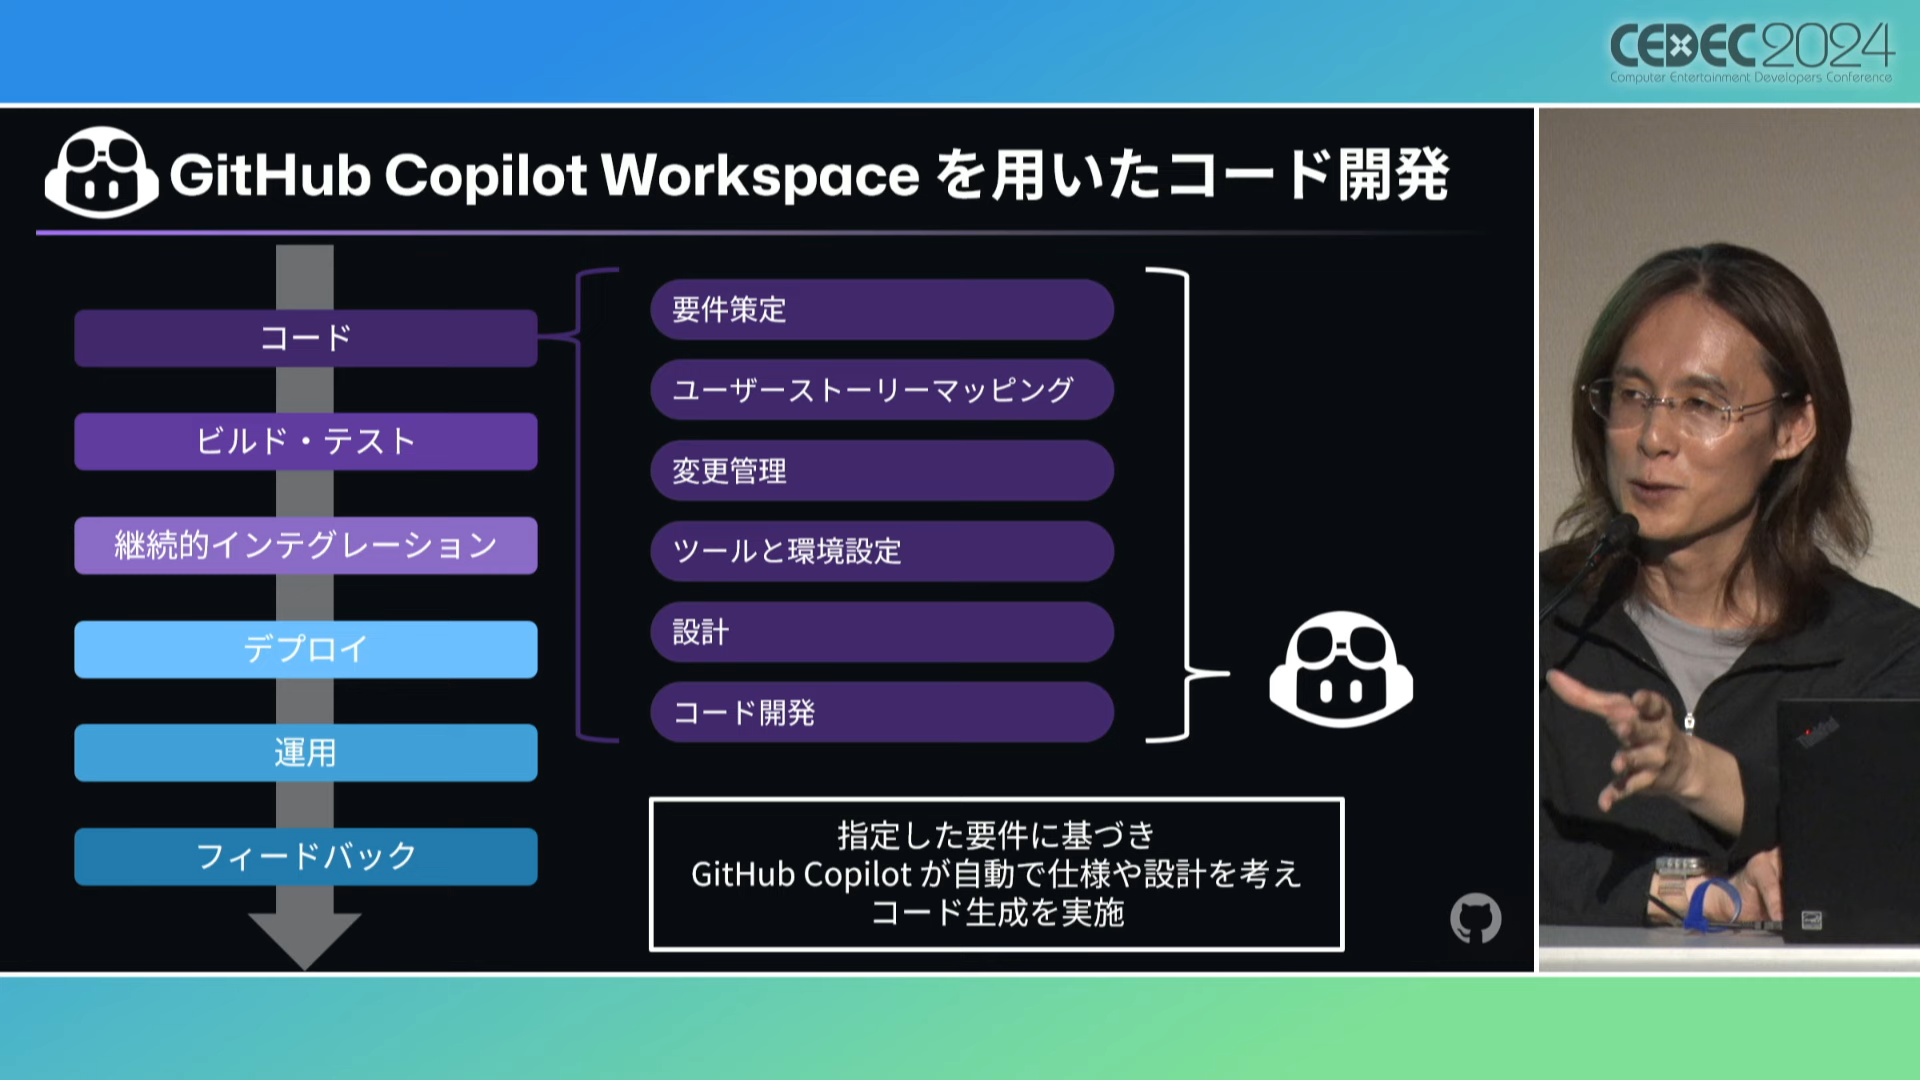 CEDEC2024
Computer Entertainment Developers Conference
GitHub Copilot Workspace を用いたコード開発
コード
ビルド・テスト
継続的インテグレーション
デプロイ
運用
フィードバック
要件策定
ユーザーストーリーマッピング
変更管理
ツールと環境設定
設計
コード開発
指定した要件に基づき
GitHub Copilot が自動で仕様や設計を考え
コード生成を実施
ThinkPad